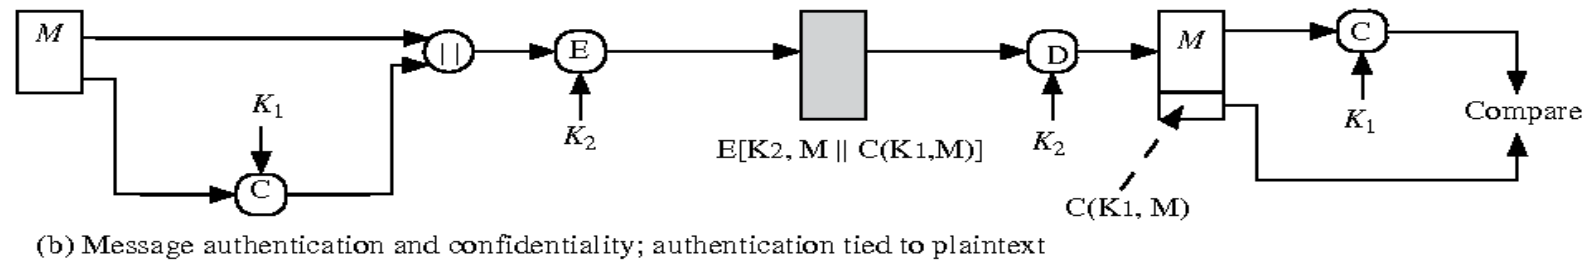 M
||
E
D
M
C
K1
Compare
K2
K2
K1
E[K2, M || C(K1,M)]
C
C(K1, M)
(b) Message authentication and confidentiality; authentication tied to plaintext